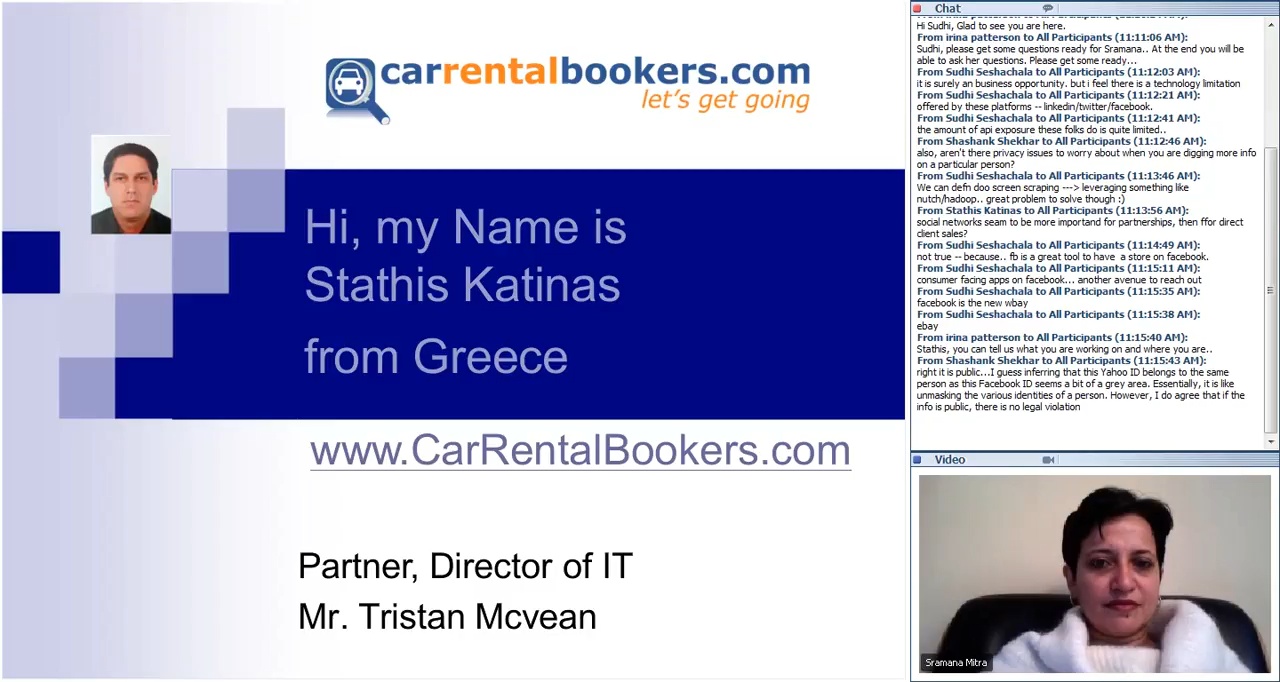 carrentalbookers.com
let's get going
Hi, my Name is
Stathis Katinas
from Greece
www.CarRentalBookers.com
Partner, Director of IT
Mr. Tristan Mcvean
Chat
Hi Sudhi, Glad to see you are here.
From irina patterson to All Participants (11:11:06 AM):
Sudhi, please get some questions ready for Sramana.. At the end you will be
able to ask her questions. Please get some ready...
From Sudhi Seshachala to All Participants (11:12:03 AM):
it is surely an business opportunity. but i feel there is a technology limitation
From Sudhi Seshachala to All Participants (11:12:21 AM):
offered by these platforms -- linkedin/twitter/facebook.
From Sudhi Seshachala to All Participants (11:12:41 AM):
the amount of api exposure these folks do is quite limited..
From Shashank Shekhar to All Participants (11:12:46 AM):
also, aren't there privacy issues to worry about when you are digging more info
on a particular person?
From Sudhi Seshachala to All Participants (11:13:46 AM):
We can defn doo screen scraping ---> leveraging something like
nutch/hadoop.. great problem to solve though :)
From Stathis Katinas to All Participants (11:13:56 AM):
social networks seam to be more importand for partnerships, then ffor direct
client sales?
From Sudhi Seshachala to All Participants (11:14:49 AM):
not true -- because.. fb is a great tool to have a store on facebook.
From Sudhi Seshachala to All Participants (11:15:11 AM):
consumer facing apps on facebook... another avenue to reach out
From Sudhi Seshachala to All Participants (11:15:35 AM):
facebook is the new wbay
From Sudhi Seshachala to All Participants (11:15:38 AM):
ebay
From irina patterson to All Participants (11:15:40 AM):
Stathis, you can tell us what you are working on and where you are..
From Shashank Shekhar to All Participants (11:15:43 AM):
right it is public...I guess inferring that this Yahoo ID belongs to the same
person as this Facebook ID seems a bit of a grey area. Essentially, it is like
unmasking the various identities of a person. However, I do agree that if the
info is public, there is no legal violation
Video
Sramana Mitra